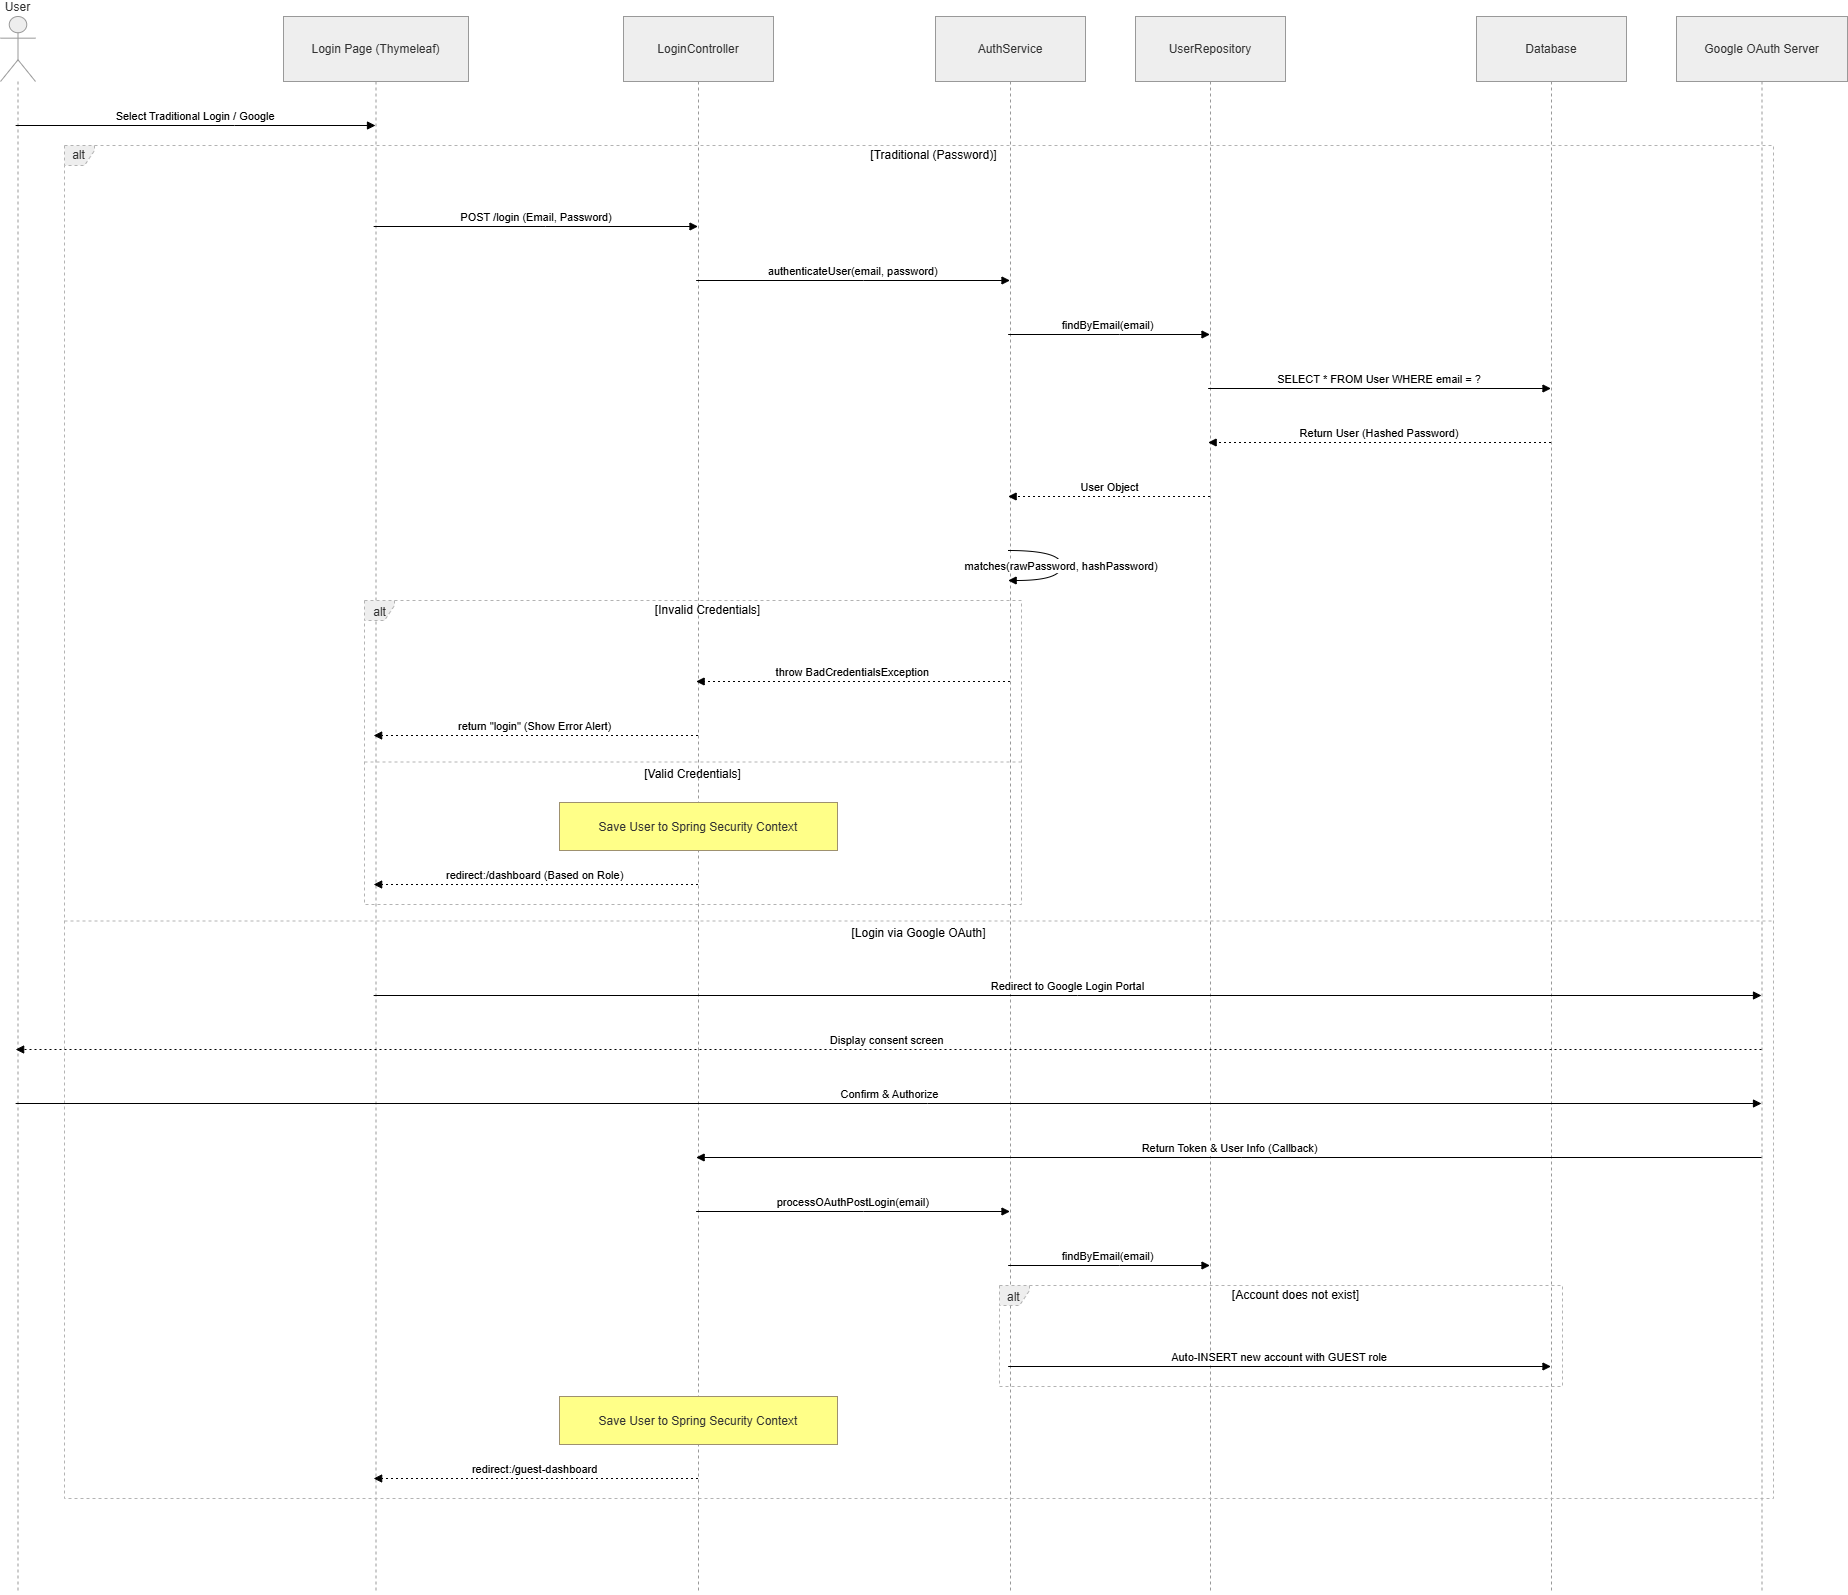 User
Login Page (Thymeleaf)
LoginController
AuthService
UserRepository
Database
Google OAuth Server
Select Traditional Login / Google
alt
[Traditional (Password)]
POST /login (Email, Password)
authenticateUser(email, password)
findByEmail(email)
SELECT * FROM User WHERE email = ?
Return User (Hashed Password)
User Object
matches(rawPassword, hashPassword)
alt
[Invalid Credentials]
throw BadCredentialsException
return "login" (Show Error Alert)
[Valid Credentials]
Save User to Spring Security Context
redirect:/dashboard (Based on Role)
[Login via Google OAuth]
Redirect to Google Login Portal
Display consent screen
Confirm & Authorize
Return Token & User Info (Callback)
processOAuthPostLogin(email)
findByEmail(email)
alt
[Account does not exist]
Auto-INSERT new account with GUEST role
Save User to Spring Security Context
redirect:/guest-dashboard